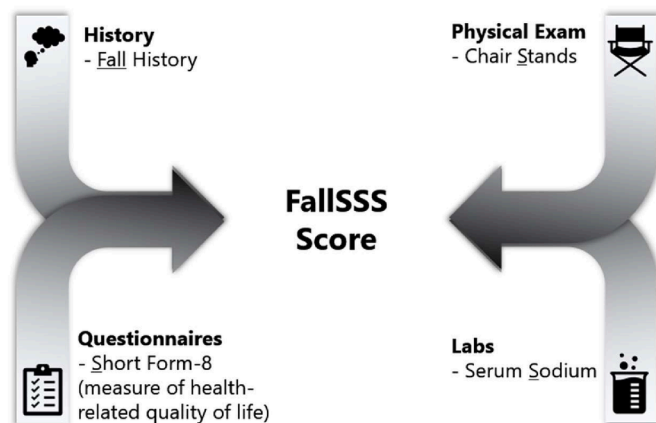 History
- Fall History
Physical Exam
- Chair Stands
FallSSS
Score
Questionnaires
- Short Form-8
(measure of health-
related quality of life)
Labs
- Serum Sodium